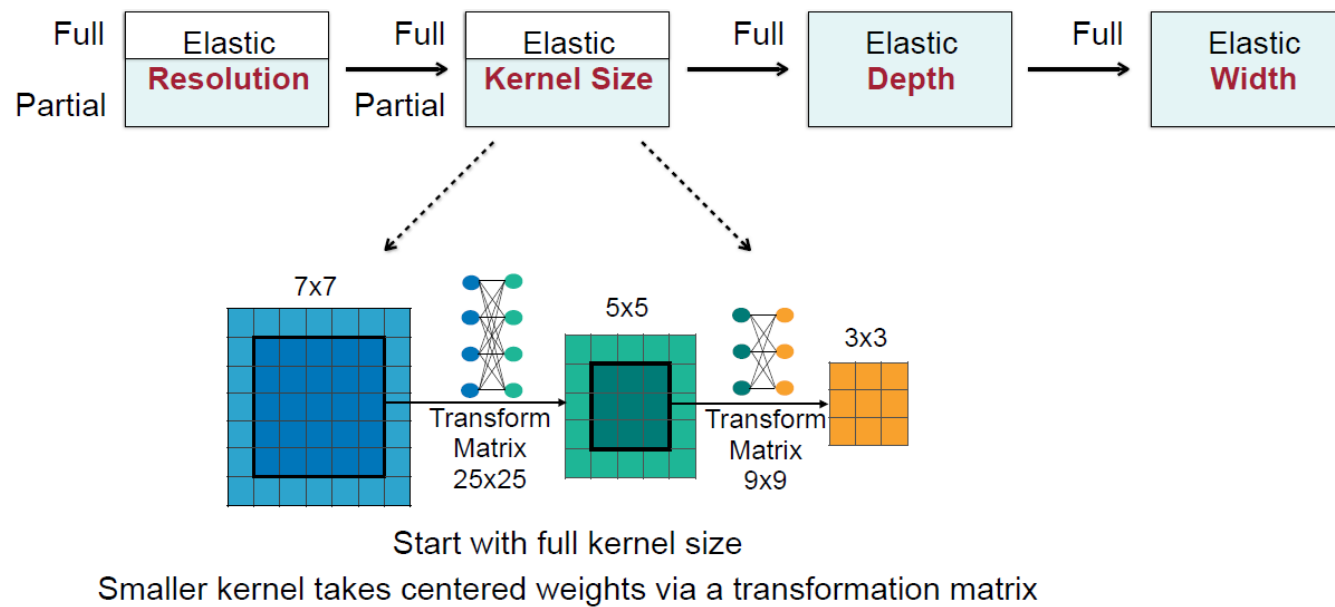 Full
Elastic
Resolution
Partial
Full
Elastic
Kernel Size
Partial
Full
Elastic
Depth
Full
Elastic
Width
7x7
Transform
Matrix
25x25
5x5
Transform
Matrix
9x9
3x3
Start with full kernel size
Smaller kernel takes centered weights via a transformation matrix